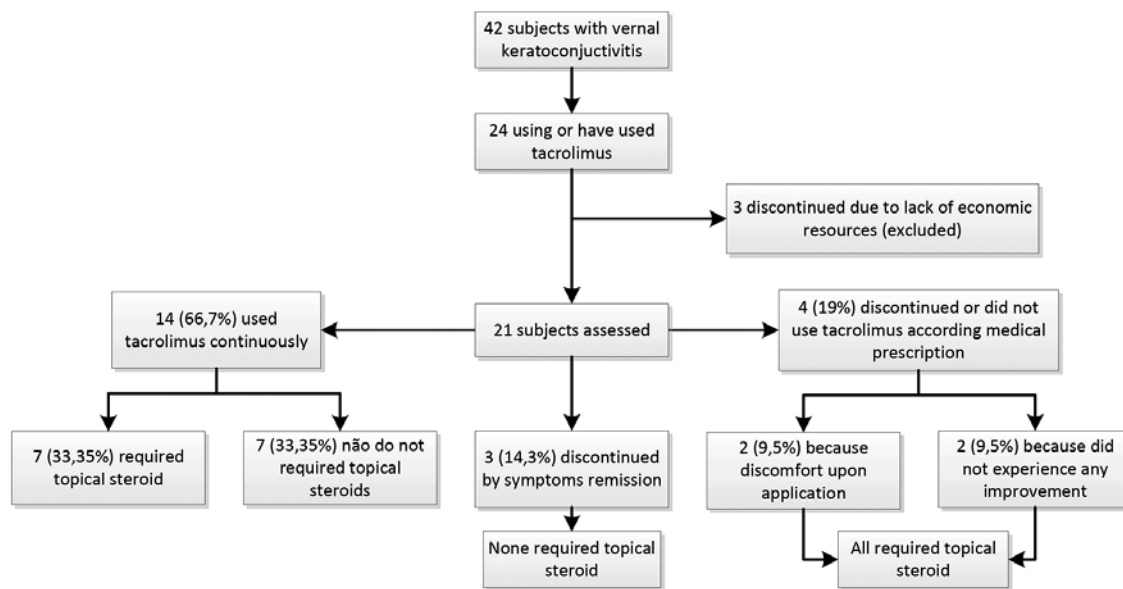 42 subjects with vernal
keratoconjuctivitis
24 using or have used
tacrolimus
3 discontinued due to lack of economic
resources (excluded)
14 (66,7%) used
tacrolimus continuously
21 subjects assessed
4 (19%) discontinued or did not
use tacrolimus according medical
prescription
7 (33,35%) required
topical steroid
7 (33,35%) não do not
required topical
steroids
3 (14,3%) discontinued
by symptoms remission
2 (9,5%) because
discomfort upon
application
2 (9,5%) because did
not experience any
improvement
None required topical
steroid
All required topical
steroid